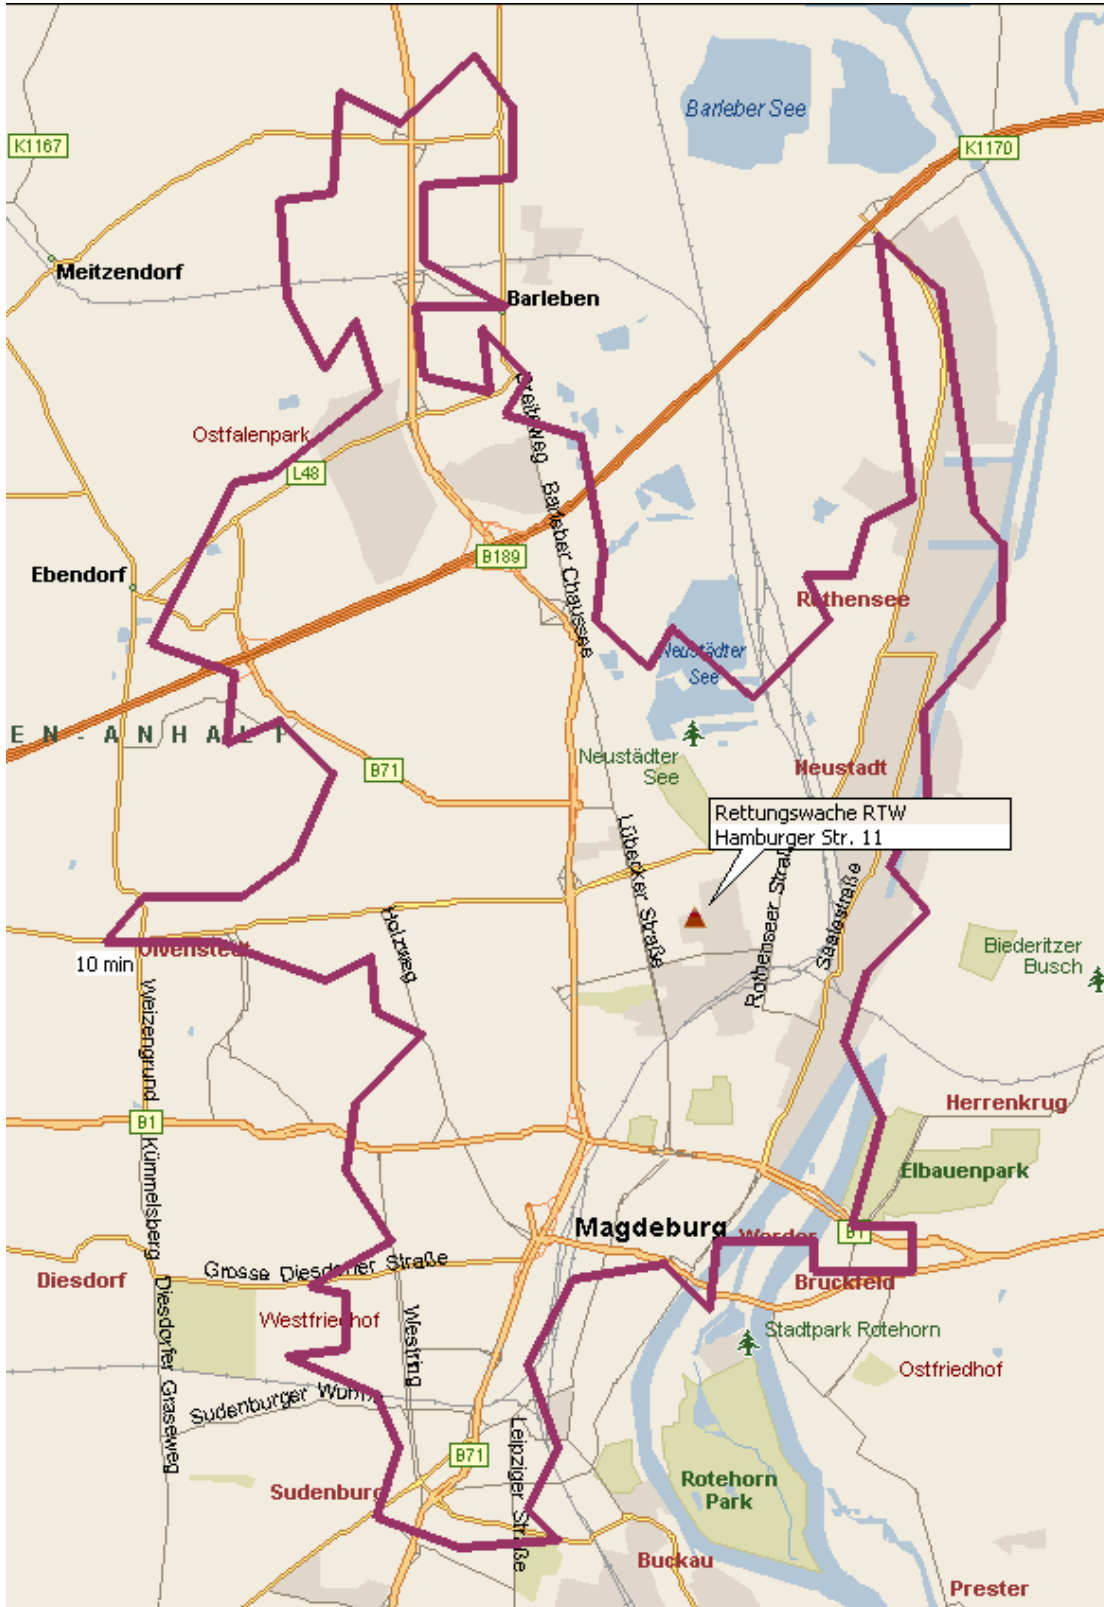 Barleber See
K1167
K1170
Meitzendorf
Barleben
Breiteweg
Ostfalenpark
L48
Barleber Chaussee
B189
Ebendorf
Rothensee
Neustädter
See
EN-ANHALT
Neustädter
See
B71
Neustadt
Rettungswache RTW
Hamburger Str. 11
Lübecker Straße
Rothenseer Straße
Saalestraße
Holzweg
Olvenstedt
10 min
Biederitzer
Busch
Weizengrund
B1
Herrenkrug
Kümmelsberg
Elbauenpark
Magdeburg
Werder
B1
Diesdorf
Grosse Diesdorfer Straße
Brückfeld
Diesdorfer Graseweg
Westfriedhof
Westring
Stadtpark Rotehorn
Ostfriedhof
Sudenburger Wuhne
Leipziger Straße
B71
Sudenburg
Rotehorn
Park
Buckau
Prester